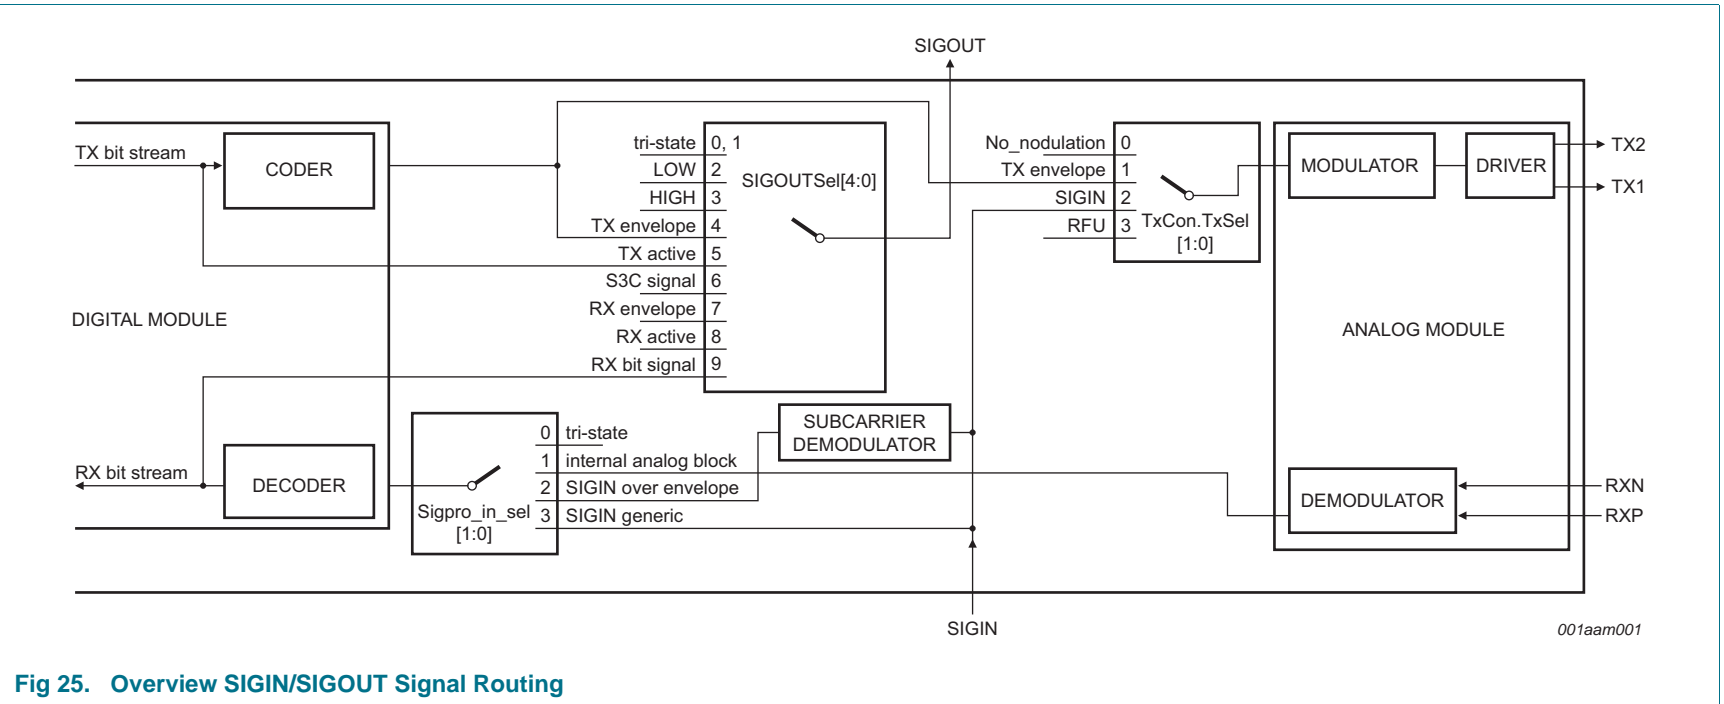 SIGOUT
TX bit stream
CODER
tri-state 0, 1
LOW 2
HIGH 3
TX envelope 4
TX active 5
S3C signal 6
RX envelope 7
RX active 8
RX bit signal 9
SIGOUTSel[4:0]
No_nodulation 0
TX envelope 1
SIGIN 2
RFU 3
TxCon.TxSel
[1:0]
MODULATOR
DRIVER
TX2
TX1
DIGITAL MODULE
ANALOG MODULE
RX bit stream
DECODER
Sigpro_in_sel
[1:0]
0 tri-state
1 internal analog block
2 SIGIN over envelope
3 SIGIN generic
SUBCARRIER
DEMODULATOR
DEMODULATOR
RXN
RXP
SIGIN
001aam001
Fig 25. Overview SIGIN/SIGOUT Signal Routing